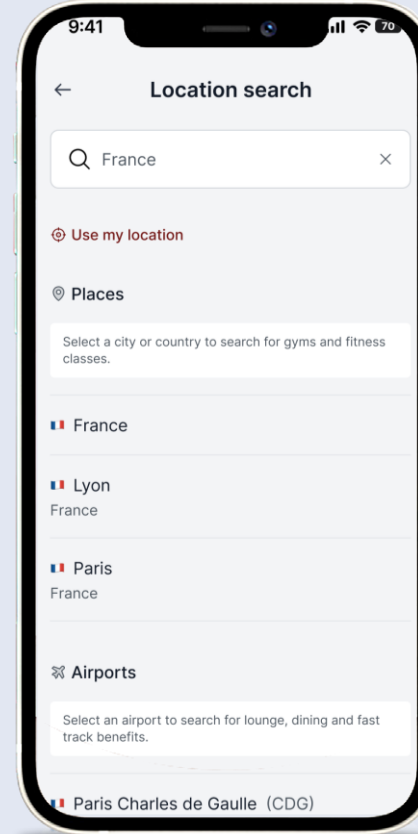 9:41
70
Location search
France
Use my location
Places
Select a city or country to search for gyms and fitness
classes.
France
Lyon
France
Paris
France
Airports
Select an airport to search for lounge, dining and fast
track benefits.
Paris Charles de Gaulle (CDG)